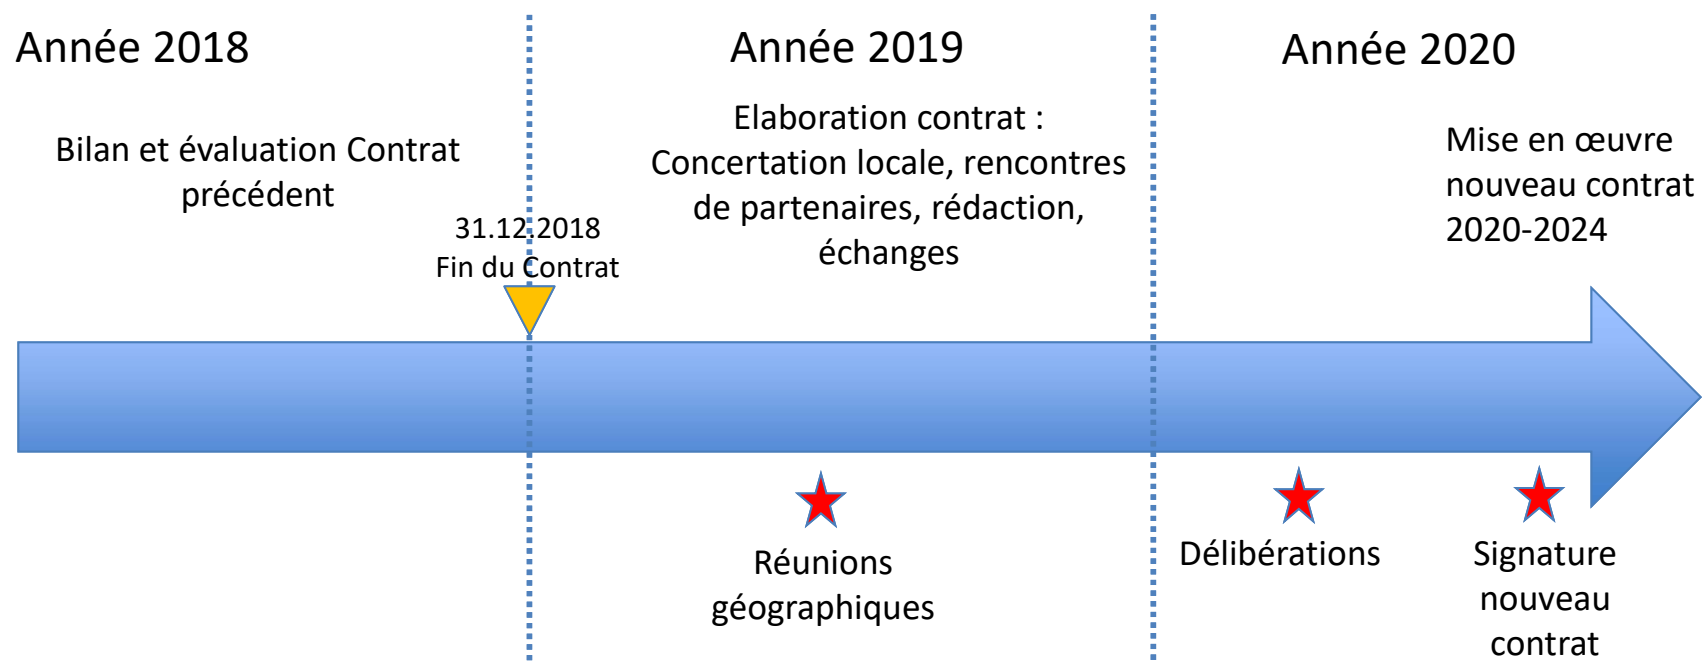 Année 2018
Année 2019
Année 2020
Bilan et évaluation Contrat
précédent
31.12.2018
Fin du Contrat
Elaboration contrat :
Concertation locale, rencontres
de partenaires, rédaction,
échanges
Mise en œuvre
nouveau contrat
2020-2024
Réunions
géographiques
Délibérations
Signature
nouveau
contrat